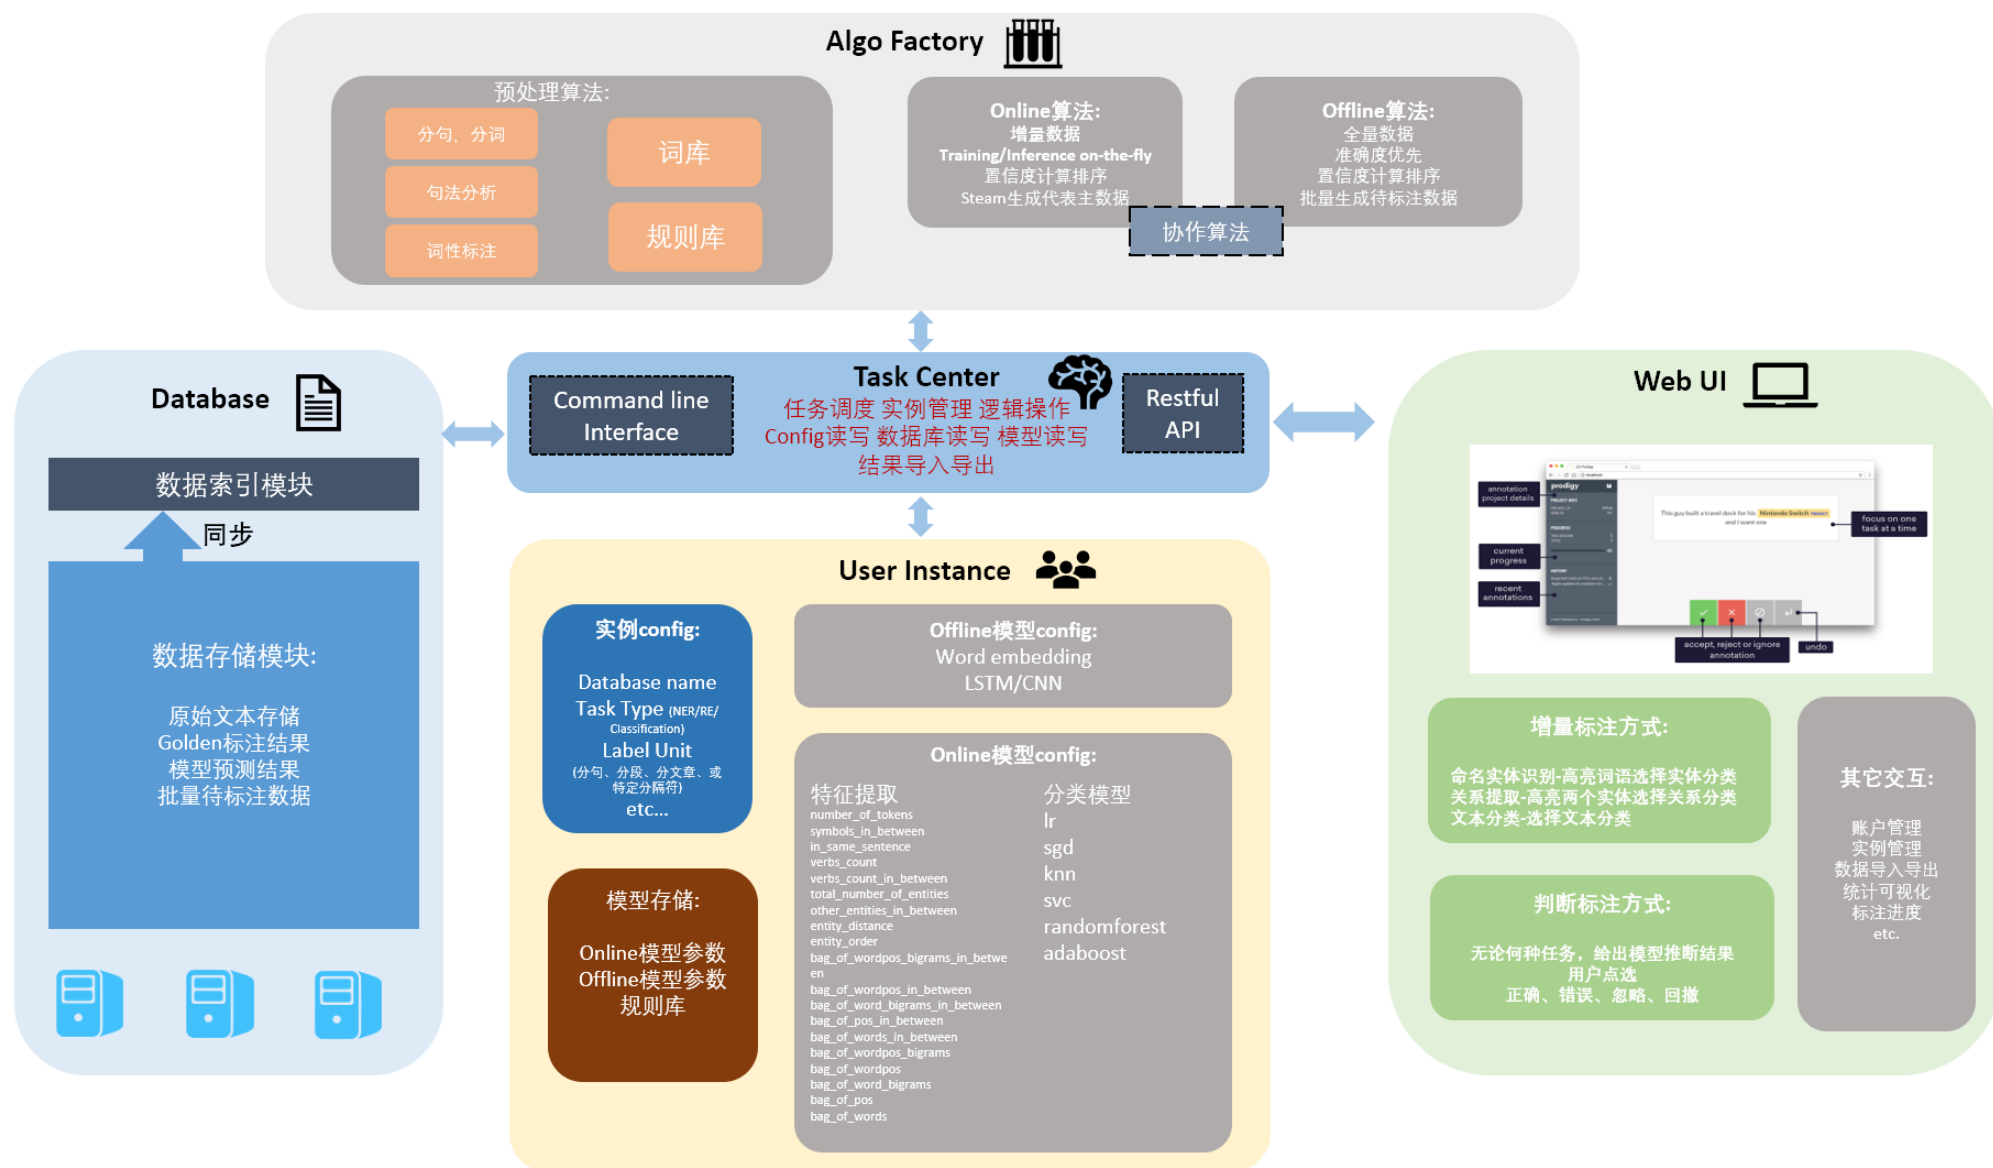 Algo Factory
预处理算法:
分句，分词
句法分析
词性标注
词库
规则库
Online算法:
增量数据
Training/Inference on-the-fly
置信度计算排序
Steam生成代表主数据
Offline算法:
全量数据
准确度优先
置信度计算排序
批量生成待标注数据
协作算法
Database
数据索引模块
同步
数据存储模块:
原始文本存储
Golden标注结果
模型预测结果
批量待标注数据
Command line
Interface
Task Center
任务调度 实例管理 逻辑操作
Config读写 数据库读写 模型读写
结果导入导出
Restful
API
User Instance
实例config:
Database name
Task Type (NER/RE/
Classification)
Label Unit
(分句、分段、分文章、或
特定分隔符)
etc...
模型存储:
Online模型参数
Offline模型参数
规则库
Offline模型config:
Word embedding
LSTM/CNN
Online模型config:
特征提取
number_of_tokens
symbols_in_between
in_same_sentence
verbs_count
verbs_count_in_between
total_number_of_entities
other_entities_in_between
entity_distance
entity_order
bag_of_wordpos_bigrams_in_betwe
en
bag_of_wordpos_in_between
bag_of_word_bigrams_in_between
bag_of_pos_in_between
bag_of_words_in_between
bag_of_wordpos_bigrams
bag_of_wordpos
bag_of_word_bigrams
bag_of_pos
bag_of_words
分类模型
lr
sgd
knn
svc
randomforest
adaboost
Web UI
annotation
project details
current
progress
recent
annotations
prodigy
PROJECT INFO
PROGRESS
HISTORY
This guy built a travel dock for his Nintendo Switch PRODUCT
and I want one
focus on one
task at a time
accept, reject or ignore
annotation
undo
增量标注方式:
命名实体识别-高亮词语选择实体分类
关系提取-高亮两个实体选择关系分类
文本分类-选择文本分类
判断标注方式:
无论何种任务，给出模型推断结果
用户点选
正确、错误、忽略、回撤
其它交互:
账户管理
实例管理
数据导入导出
统计可视化
标注进度
etc.